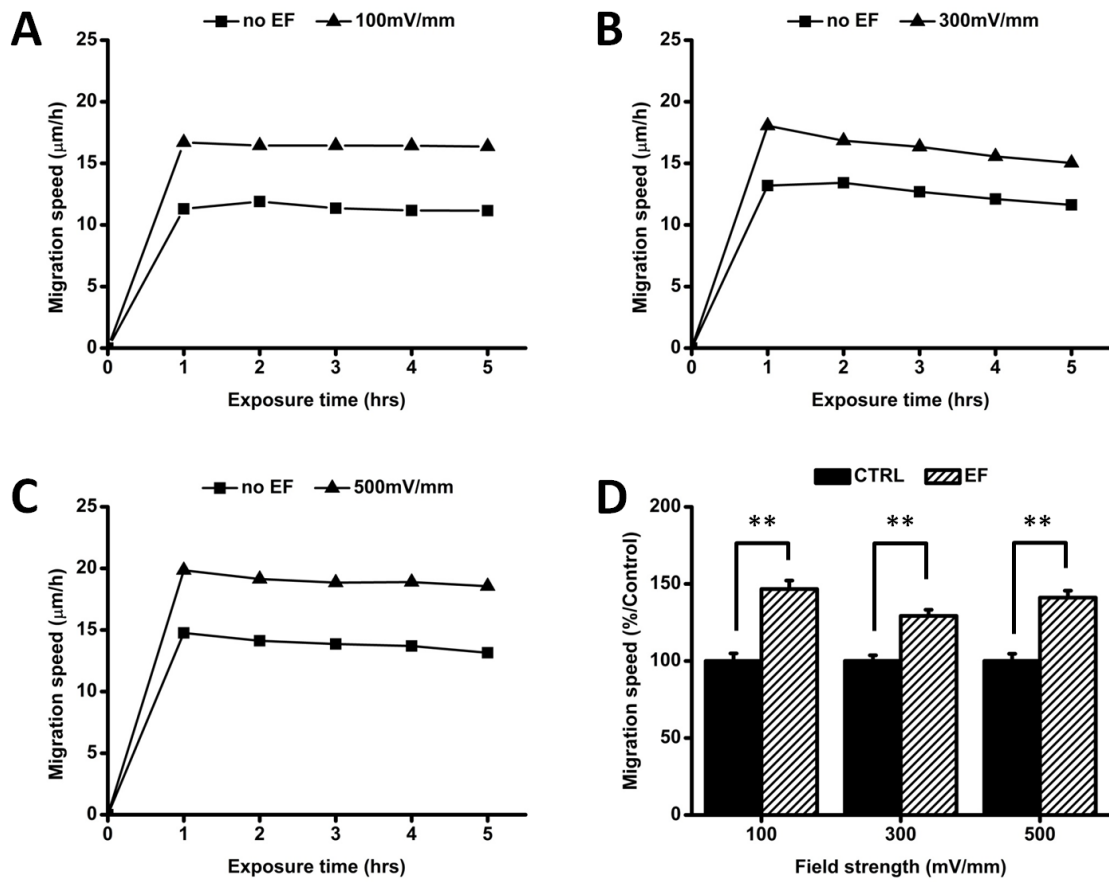 A
no EF 100mV/mm
Migration speed (μm/h)
25
20
15
10
5
0
0 1 2 3 4 5
Exposure time (hrs)
B
no EF 300mV/mm
Migration speed (μm/h)
25
20
15
10
5
0
0 1 2 3 4 5
Exposure time (hrs)
C
no EF 500mV/mm
Migration speed (μm/h)
25
20
15
10
5
0
0 1 2 3 4 5
Exposure time (hrs)
D
CTRL EF
Migration speed (%/Control)
200
150
100
50
0
** ** **
100 300 500
Field strength (mV/mm)